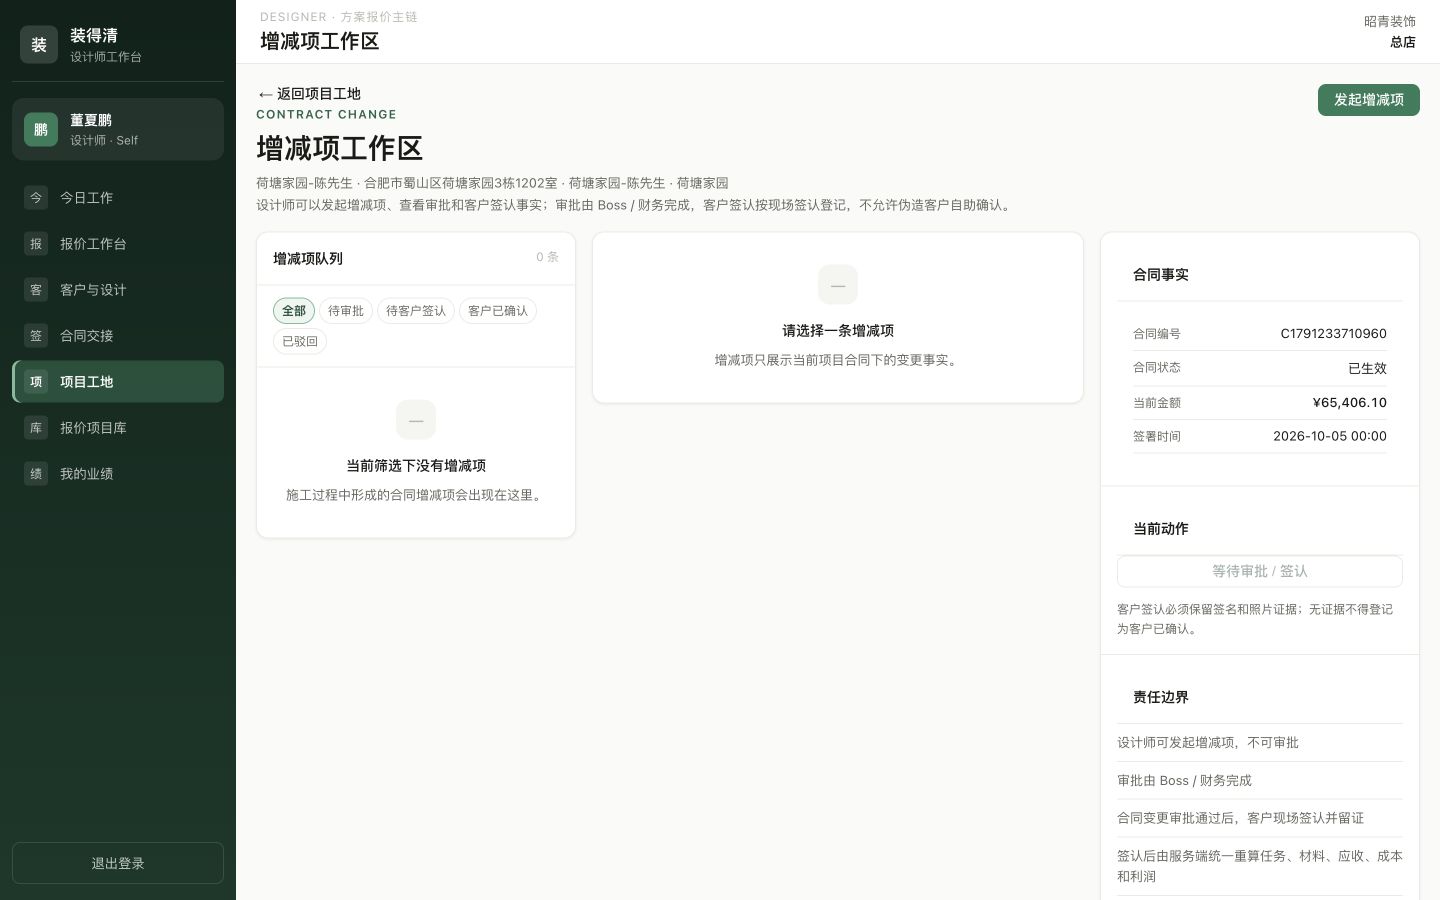 装
装得清
设计师工作台
鹏
董夏鹏
设计师 · Self
今 今日工作
报 报价工作台
客 客户与设计
签 合同交接
项 项目工地
库 报价项目库
绩 我的业绩
退出登录
DESIGNER · 方案报价主链
增减项工作区
昭青装饰
总店
← 返回项目工地
CONTRACT CHANGE
增减项工作区
荷塘家园-陈先生 · 合肥市蜀山区荷塘家园3栋1202室 · 荷塘家园-陈先生 · 荷塘家园
设计师可以发起增减项、查看审批和客户签认事实；审批由 Boss / 财务完成，客户签认按现场签认登记，不允许伪造客户自助确认。
发起增减项
增减项队列 0 条
全部 待审批 待客户签认 客户已确认
已驳回
—
当前筛选下没有增减项
施工过程中形成的合同增减项会出现在这里。
—
请选择一条增减项
增减项只展示当前项目合同下的变更事实。
合同事实
合同编号 C1791233710960
合同状态 已生效
当前金额 ¥65,406.10
签署时间 2026-10-05 00:00
当前动作
等待审批 / 签认
客户签认必须保留签名和照片证据；无证据不得登记
为客户已确认。
责任边界
设计师可发起增减项，不可审批
审批由 Boss / 财务完成
合同变更审批通过后，客户现场签认并留证
签认后由服务端统一重算任务、材料、应收、成本
和利润